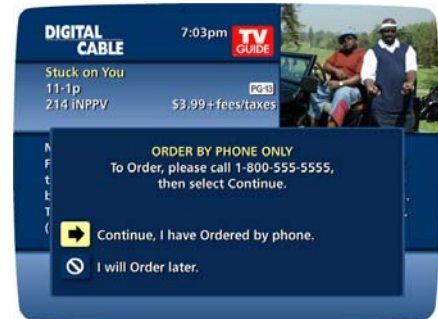 DIGITAL
CABLE
7:03pm
TV
GUIDE
Stuck on You
11-1p
PG-13
214 iNPPV
$3.99+fees/taxes
ORDER BY PHONE ONLY
To Order, please call 1-800-555-5555,
then select Continue.
Continue, I have Ordered by phone.
I will Order later.